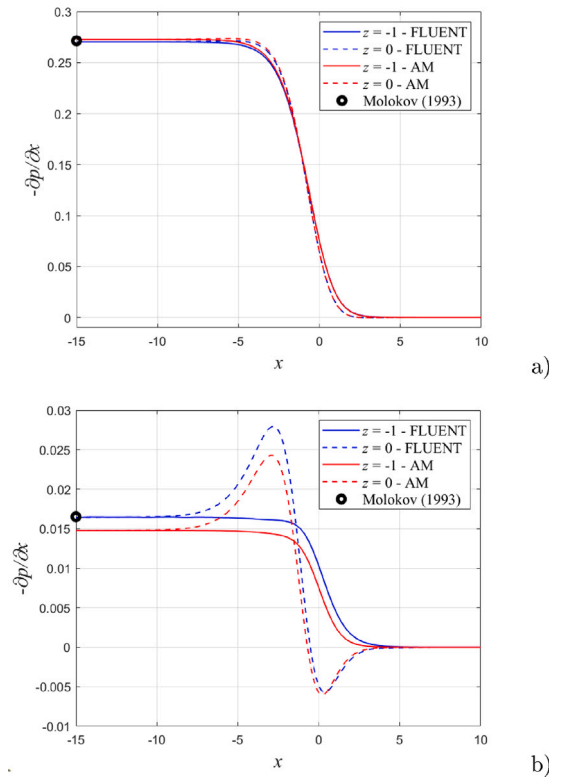 0.3
0.25
0.2
0.15
0.1
0.05
0
-∂p/∂x
z = -1 - FLUENT
z = 0 - FLUENT
z = -1 - AM
z = 0 - AM
Molokov (1993)
-15 -10 -5 0 5 10
x
a)
0.03
0.025
0.02
0.015
0.01
0.005
0
-0.005
-0.01
-∂p/∂x
z = -1 - FLUENT
z = 0 - FLUENT
z = -1 - AM
z = 0 - AM
Molokov (1993)
-15 -10 -5 0 5 10
x
b)